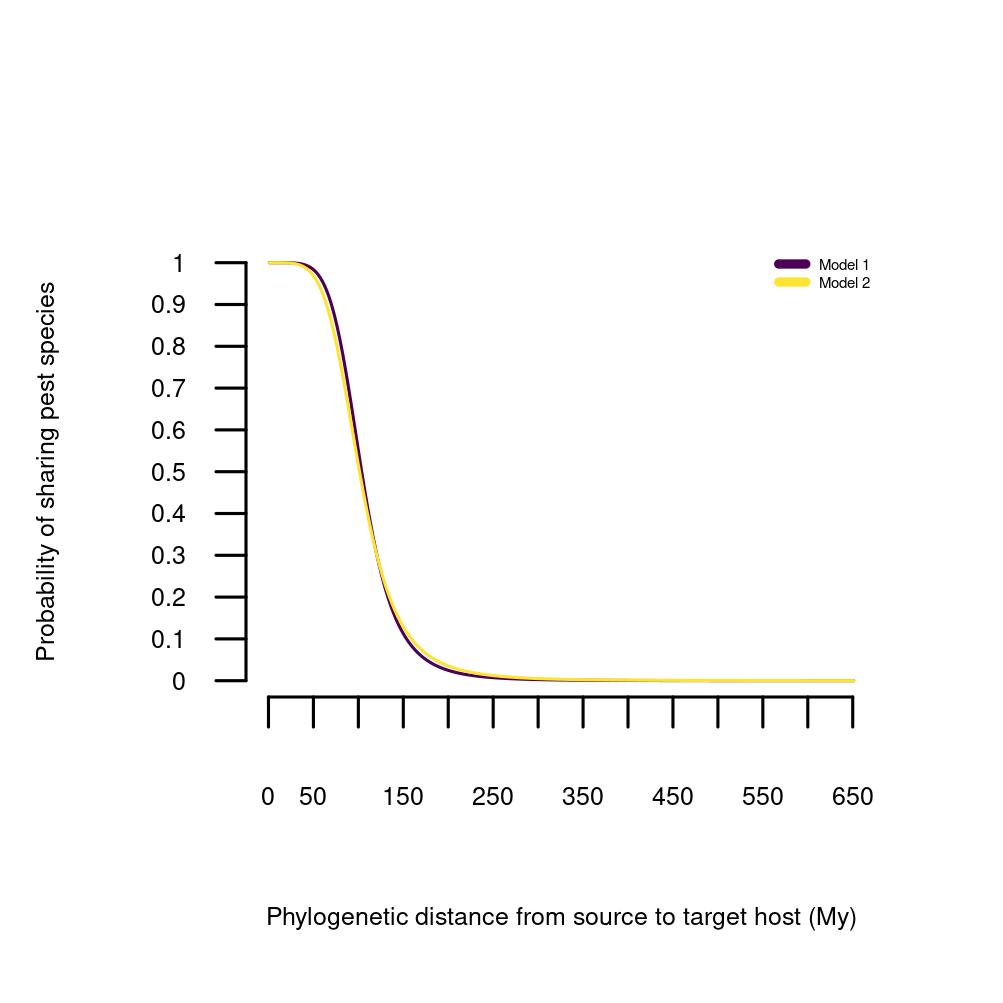 Model 1
Model 2
Probability of sharing pest species
1
0.9
0.8
0.7
0.6
0.5
0.4
0.3
0.2
0.1
0
0 50 150 250 350 450 550 650
Phylogenetic distance from source to target host (My)